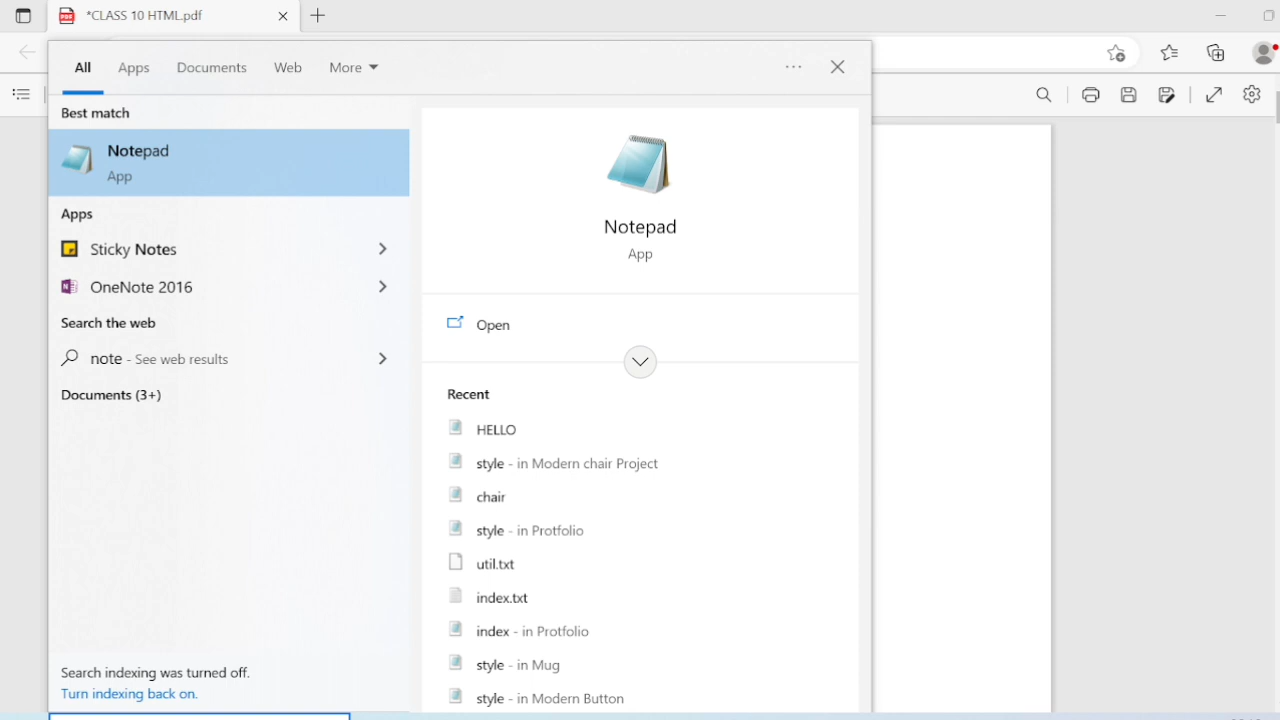 *CLASS 10 HTML.pdf
All
Apps
Documents
Web
More
Best match
Notepad
App
Apps
Sticky Notes
OneNote 2016
Search the web
note - See web results
Documents (3+)
Search indexing was turned off.
Turn indexing back on.
Notepad
App
Open
Recent
HELLO
style - in Modern chair Project
chair
style - in Protfolio
util.txt
index.txt
index - in Protfolio
style - in Mug
style - in Modern Button